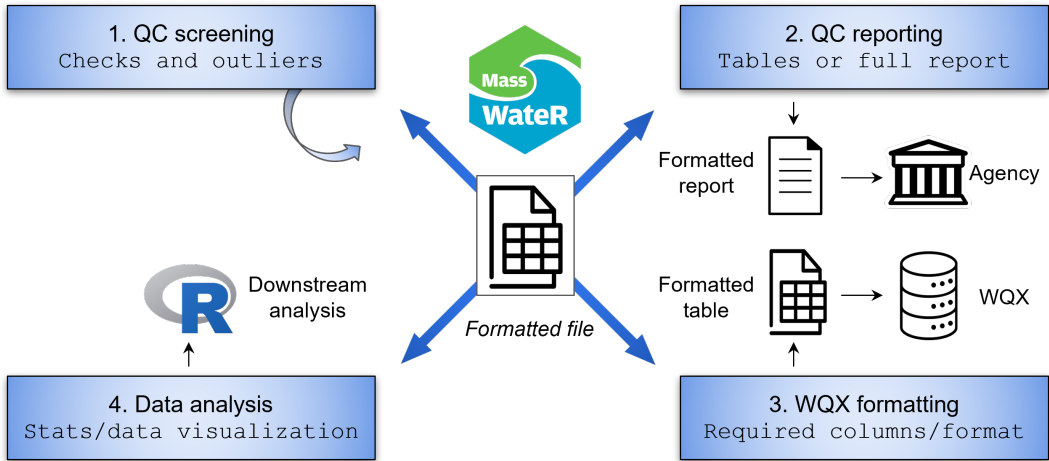 1. QC screening
Checks and outliers
2. QC reporting
Tables or full report
Mass
WateR
Formatted
report
Agency
Formatted file
Formatted
table
WQX
R
Downstream
analysis
4. Data analysis
Stats/data visualization
3. WQX formatting
Required columns/format